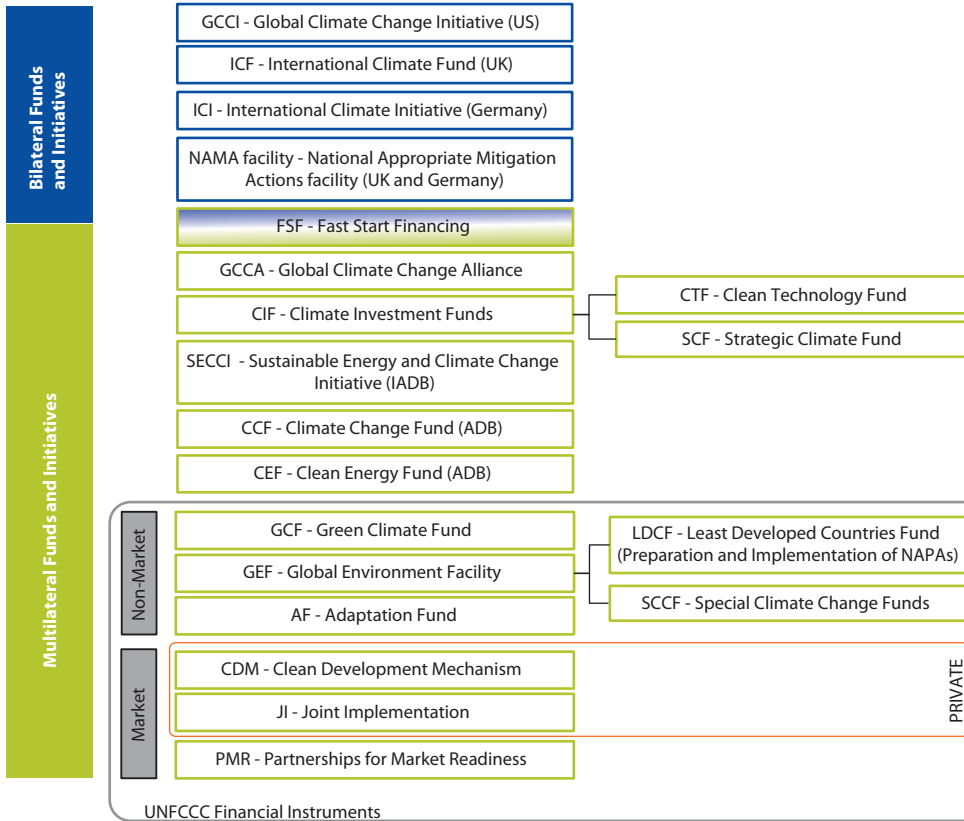 Bilateral Funds
and Initiatives
GCCI - Global Climate Change Initiative (US)
ICF - International Climate Fund (UK)
ICI - International Climate Initiative (Germany)
NAMA facility - National Appropriate Mitigation
Actions facility (UK and Germany)
FSF - Fast Start Financing
Multilateral Funds and Initiatives
GCCA - Global Climate Change Alliance
CIF - Climate Investment Funds
CTF - Clean Technology Fund
SCF - Strategic Climate Fund
SECCI - Sustainable Energy and Climate Change
Initiative (IADB)
CCF - Climate Change Fund (ADB)
CEF - Clean Energy Fund (ADB)
Non-Market
GCF - Green Climate Fund
GEF - Global Environment Facility
AF - Adaptation Fund
LDCF - Least Developed Countries Fund
(Preparation and Implementation of NAPAs)
SCCF - Special Climate Change Funds
Market
CDM - Clean Development Mechanism
JI - Joint Implementation
PRIVATE
PMR - Partnerships for Market Readiness
UNFCCC Financial Instruments